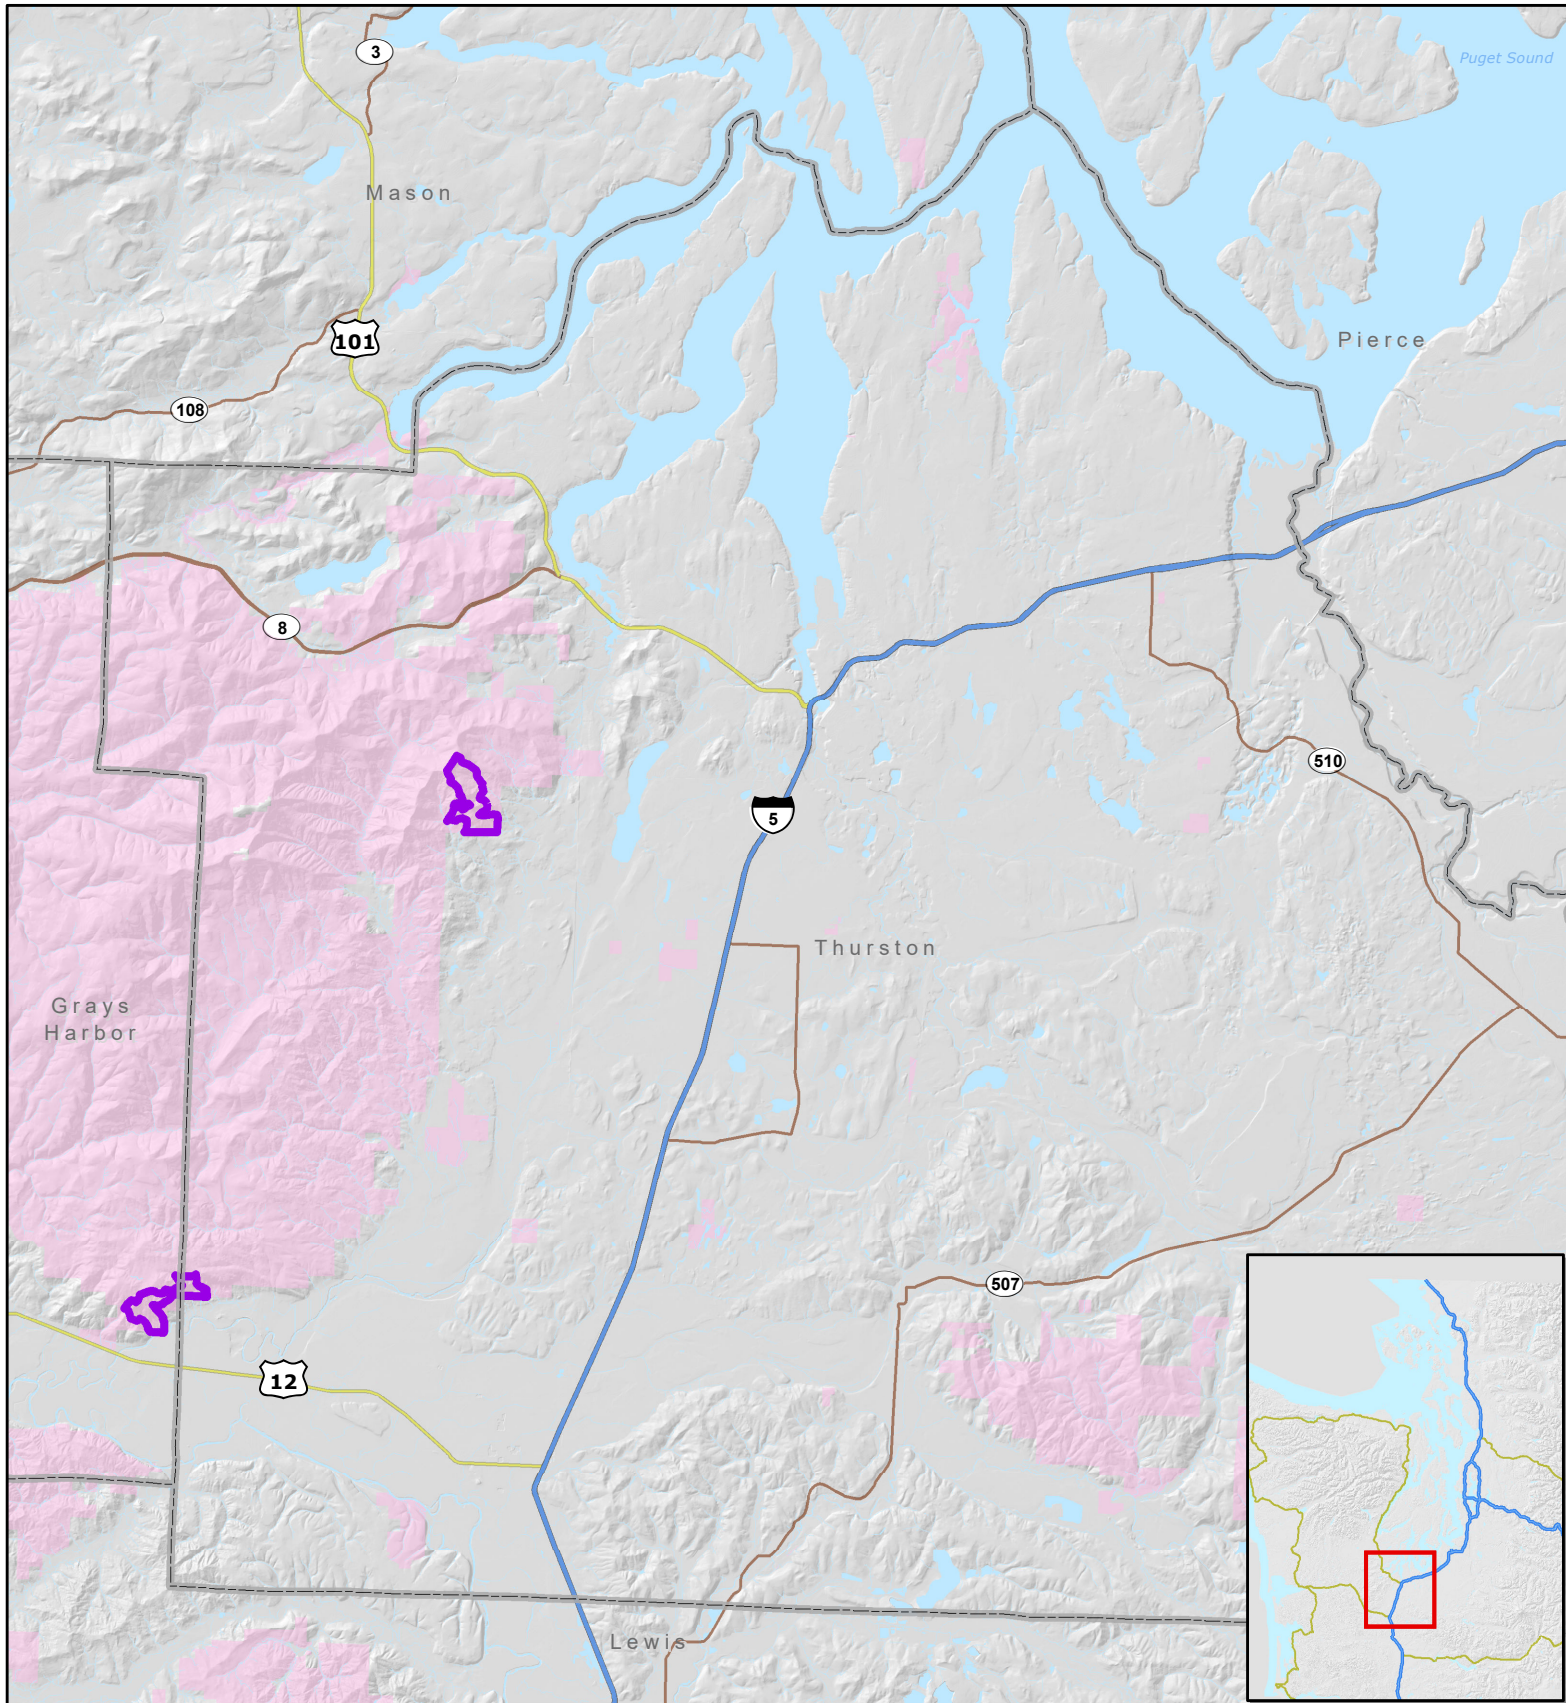 3
Puget Sound
Mason
101
Pierce
108
8
510
5
Thurston
Grays
Harbor
507
12
Lewis